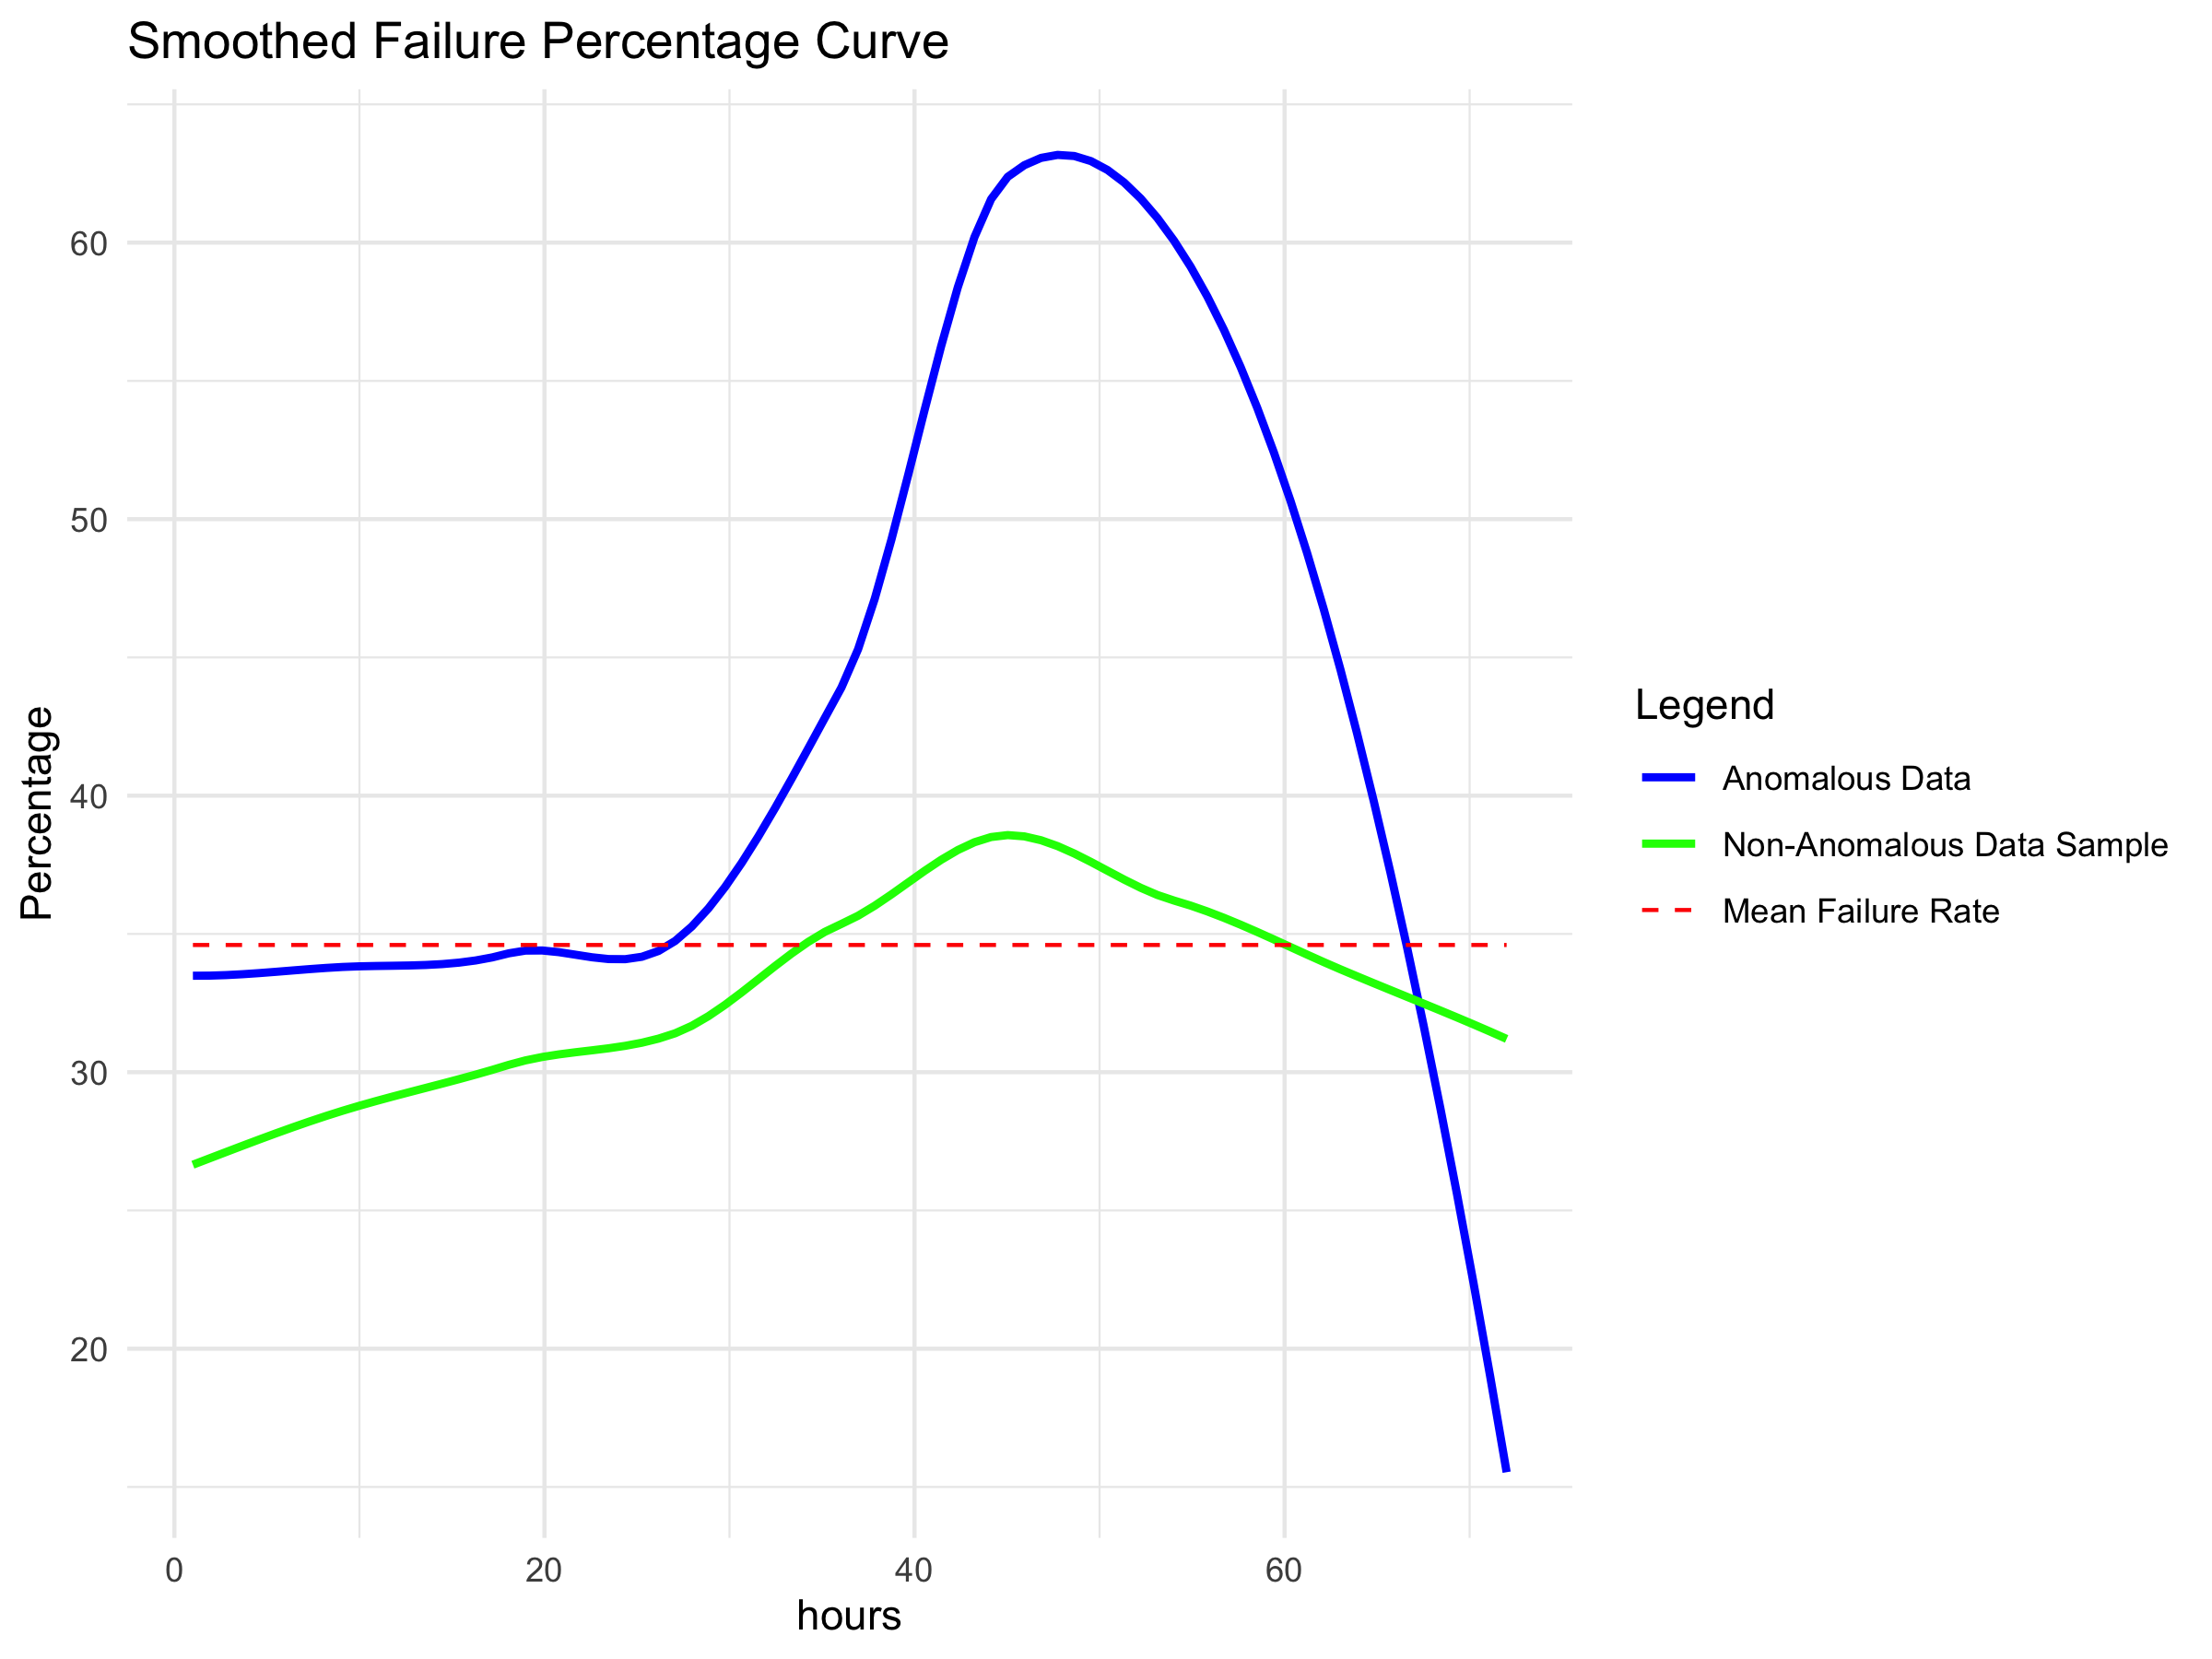 Smoothed Failure Percentage Curve
Percentage
60
50
40
30
20
0
20
40
60
hours
Legend
Anomalous Data
Non-Anomalous Data Sample
Mean Failure Rate